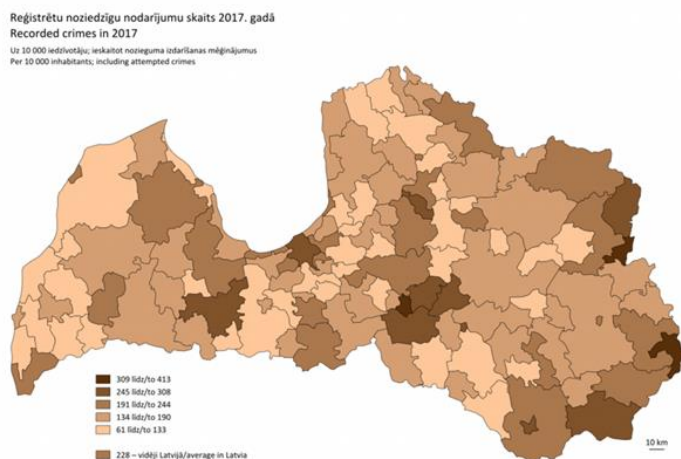 Reģistrētu noziedzīgu nodarījumu skaits 2017. gadā
Recorded crimes in 2017
Uz 10 000 iedzīvotāju; ieskaitot nozieguma izdarīšanas mēģinājumus
Per 10 000 inhabitants; including attempted crimes
309 līdz/to 413
245 līdz/to 308
191 līdz/to 244
134 līdz/to 190
61 līdz/to 133
228 – vidēji Latvijā/average in Latvia
10 km